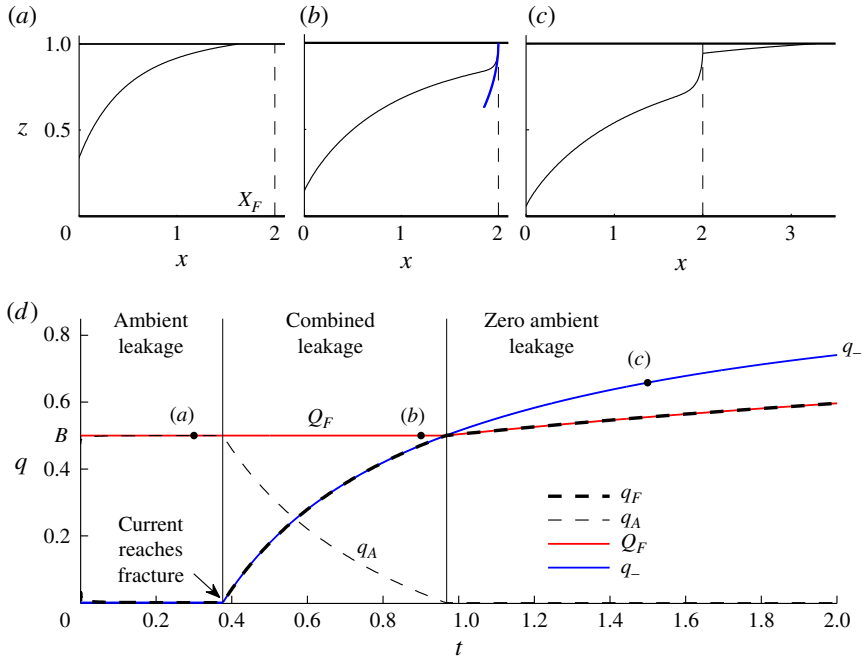 (a)
(b)
(c)
1.0
0.5
z
X_F
0
1
2
x
0
1
2
x
0
1
2
3
x
(d)
0.8
0.6
B
0.4
0.2
0
q
Ambient
leakage
Combined
leakage
Zero ambient
leakage
(a)
Q_F
(b)
(c)
q_−
Current
reaches
fracture
q_A
q_F
q_A
Q_F
q_−
0.2
0.4
0.6
0.8
1.0
1.2
1.4
1.6
1.8
2.0
t